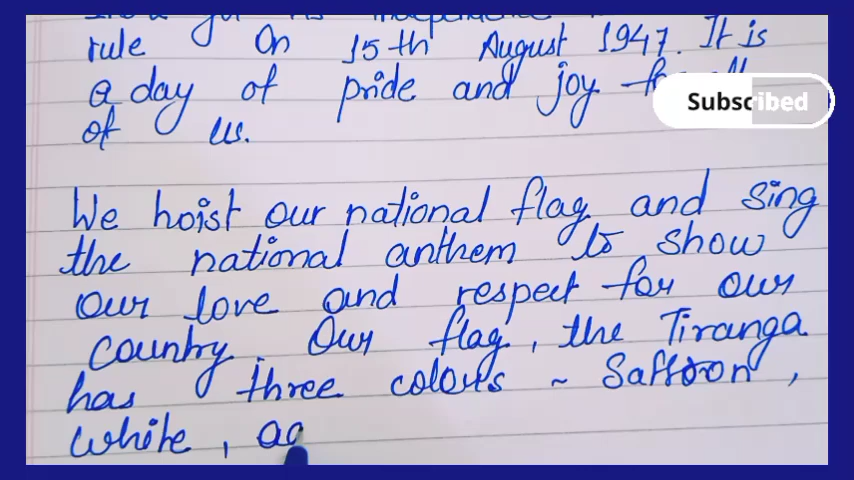 independence
rule On 15th August 1947. It is
a day of pride and joy
of us.
Subscribed
We hoist our national flag and sing
the national anthem to show
our love and respect for our
country. Our flag, the Tiranga
has three colours ~ Saffron,
white,